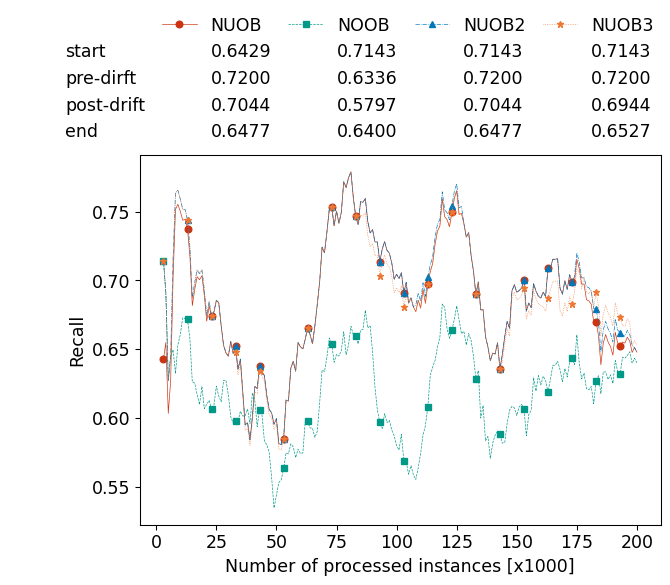 NUOB NOOB NUOB2 NUOB3
start 0.6429 0.7143 0.7143 0.7143
pre-dirft 0.7200 0.6336 0.7200 0.7200
post-drift 0.7044 0.5797 0.7044 0.6944
end 0.6477 0.6400 0.6477 0.6527
0.75
0.70
0.65
0.60
0.55
Recall
0 25 50 75 100 125 150 175 200
Number of processed instances [x1000]